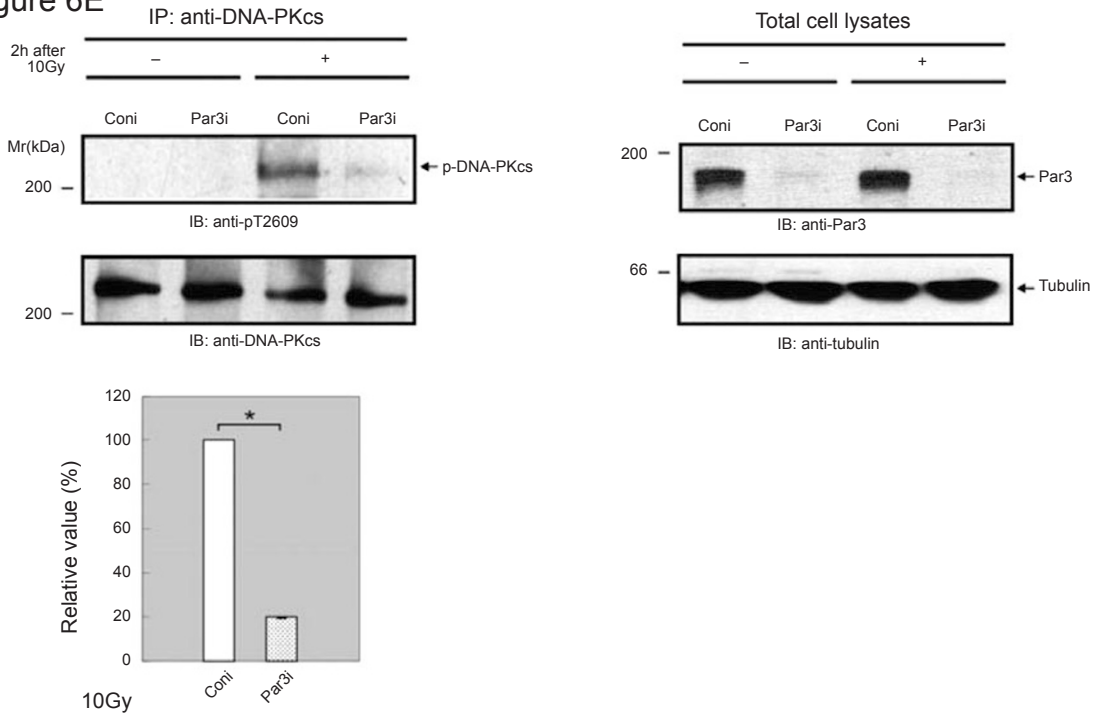 gure 6E
IP: anti-DNA-PKcs
2h after
10Gy
– +
Coni Par3i Coni Par3i
Mr(kDa)
200
p-DNA-PKcs
IB: anti-pT2609
200
IB: anti-DNA-PKcs
Total cell lysates
– +
Coni Par3i Coni Par3i
200
Par3
IB: anti-Par3
66
Tubulin
IB: anti-tubulin
120
100
80
60
40
20
0
Relative value (%)
*
Coni Par3i
10Gy